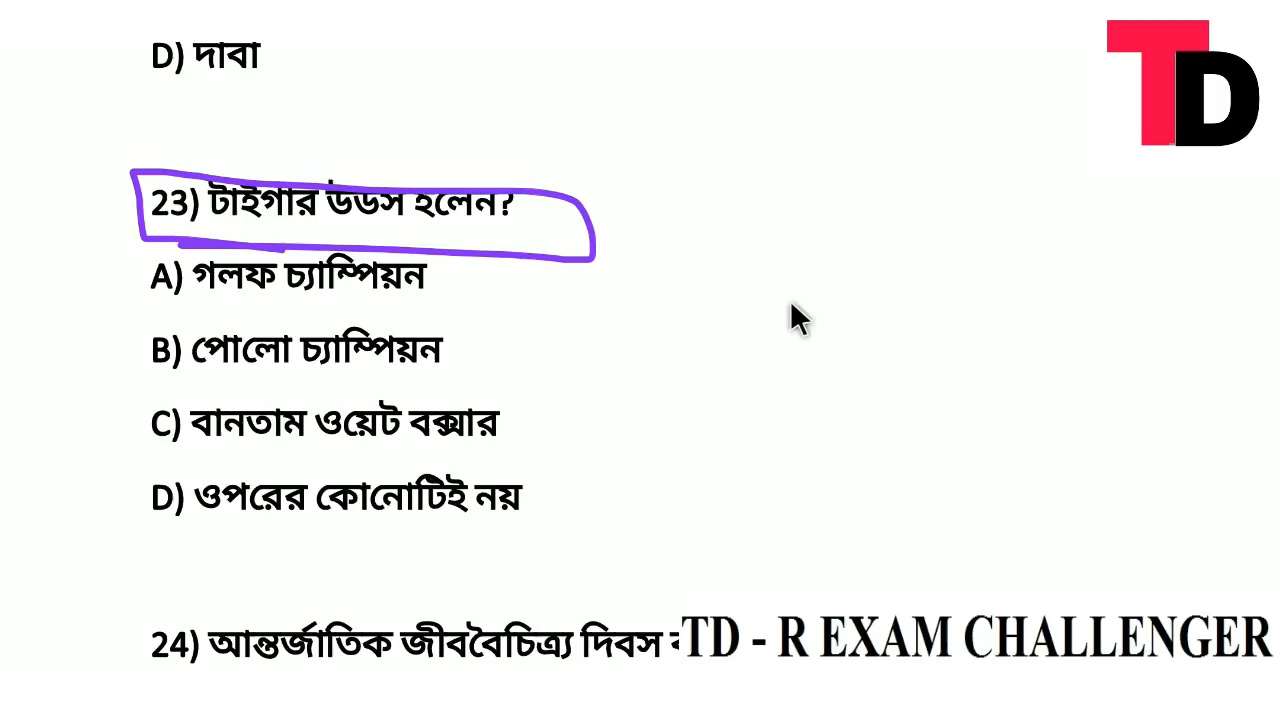 D) দাবা
TD
23) টাইগার উডস হলেন?
A) গলফ চ্যাম্পিয়ন
B) পোলো চ্যাম্পিয়ন
C) বানতাম ওয়েট বক্সার
D) ওপরের কোনোটিই নয়
24) আন্তর্জাতিক জীববৈচিত্র্য দিবস
TD - R EXAM CHALLENGER